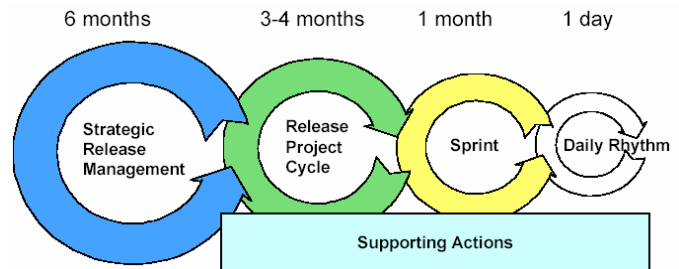 6 months
3-4 months
1 month
1 day
Strategic
Release
Management
Release
Project
Cycle
Sprint
Daily Rhythm
Supporting Actions